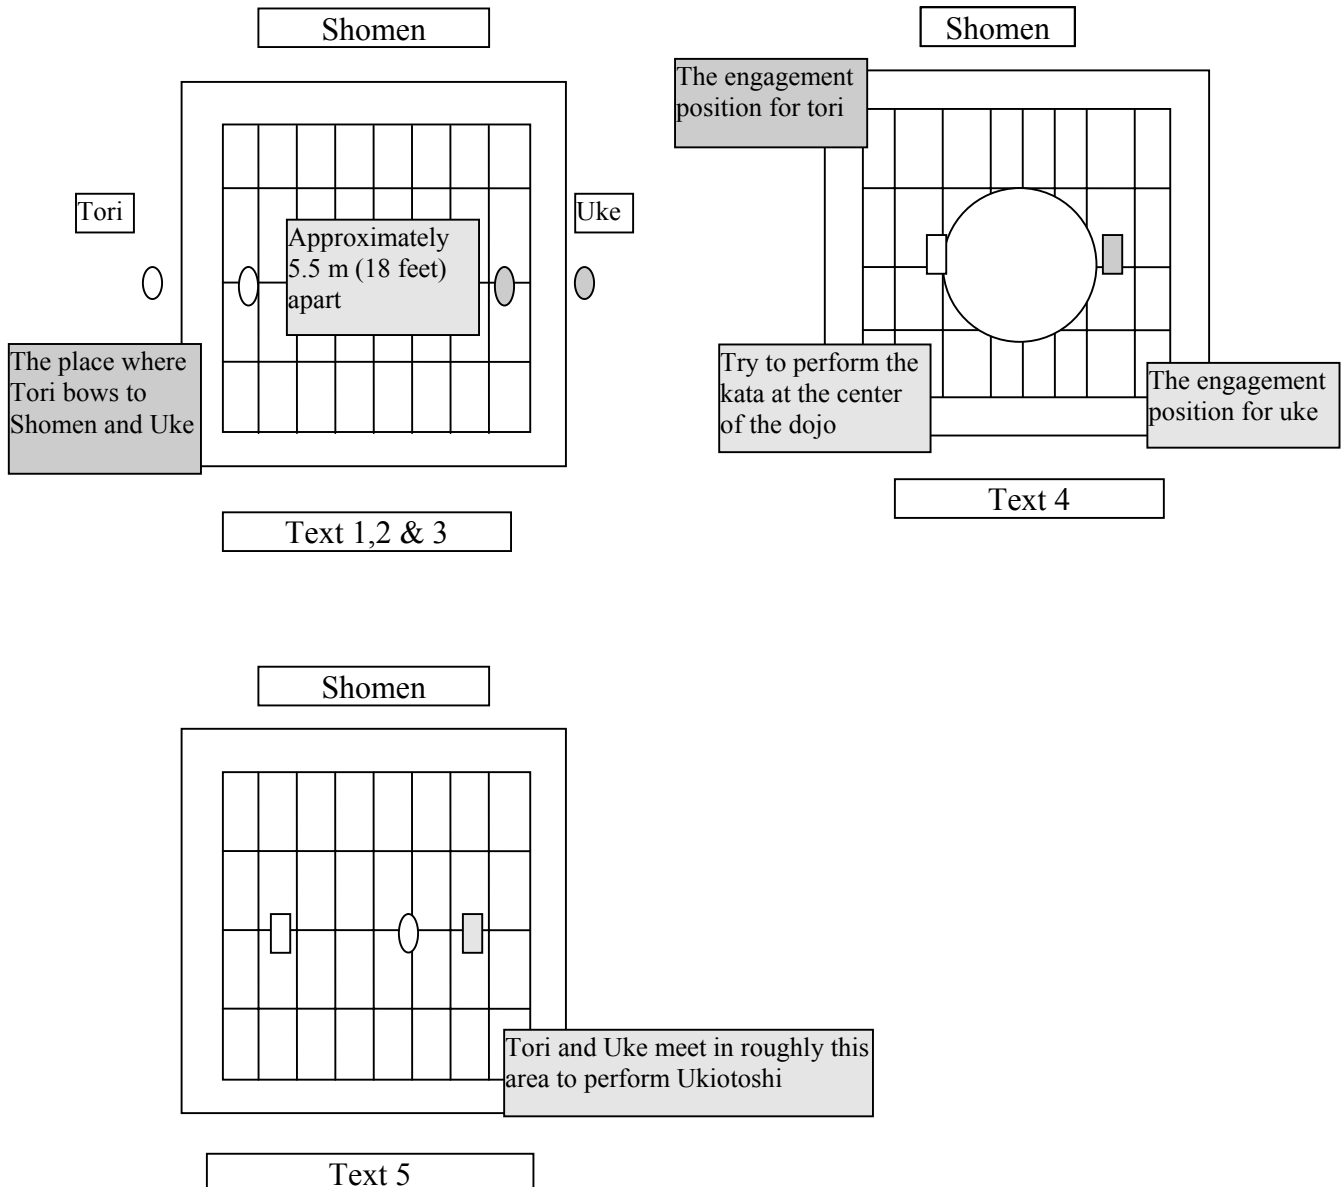 Shomen
Tori
Uke
Approximately
5.5 m (18 feet)
apart
The place where
Tori bows to
Shomen and Uke
Text 1,2 & 3
Shomen
The engagement
position for tori
Try to perform the
kata at the center
of the dojo
The engagement
position for uke
Text 4
Shomen
Tori and Uke meet in roughly this
area to perform Ukiotoshi
Text 5